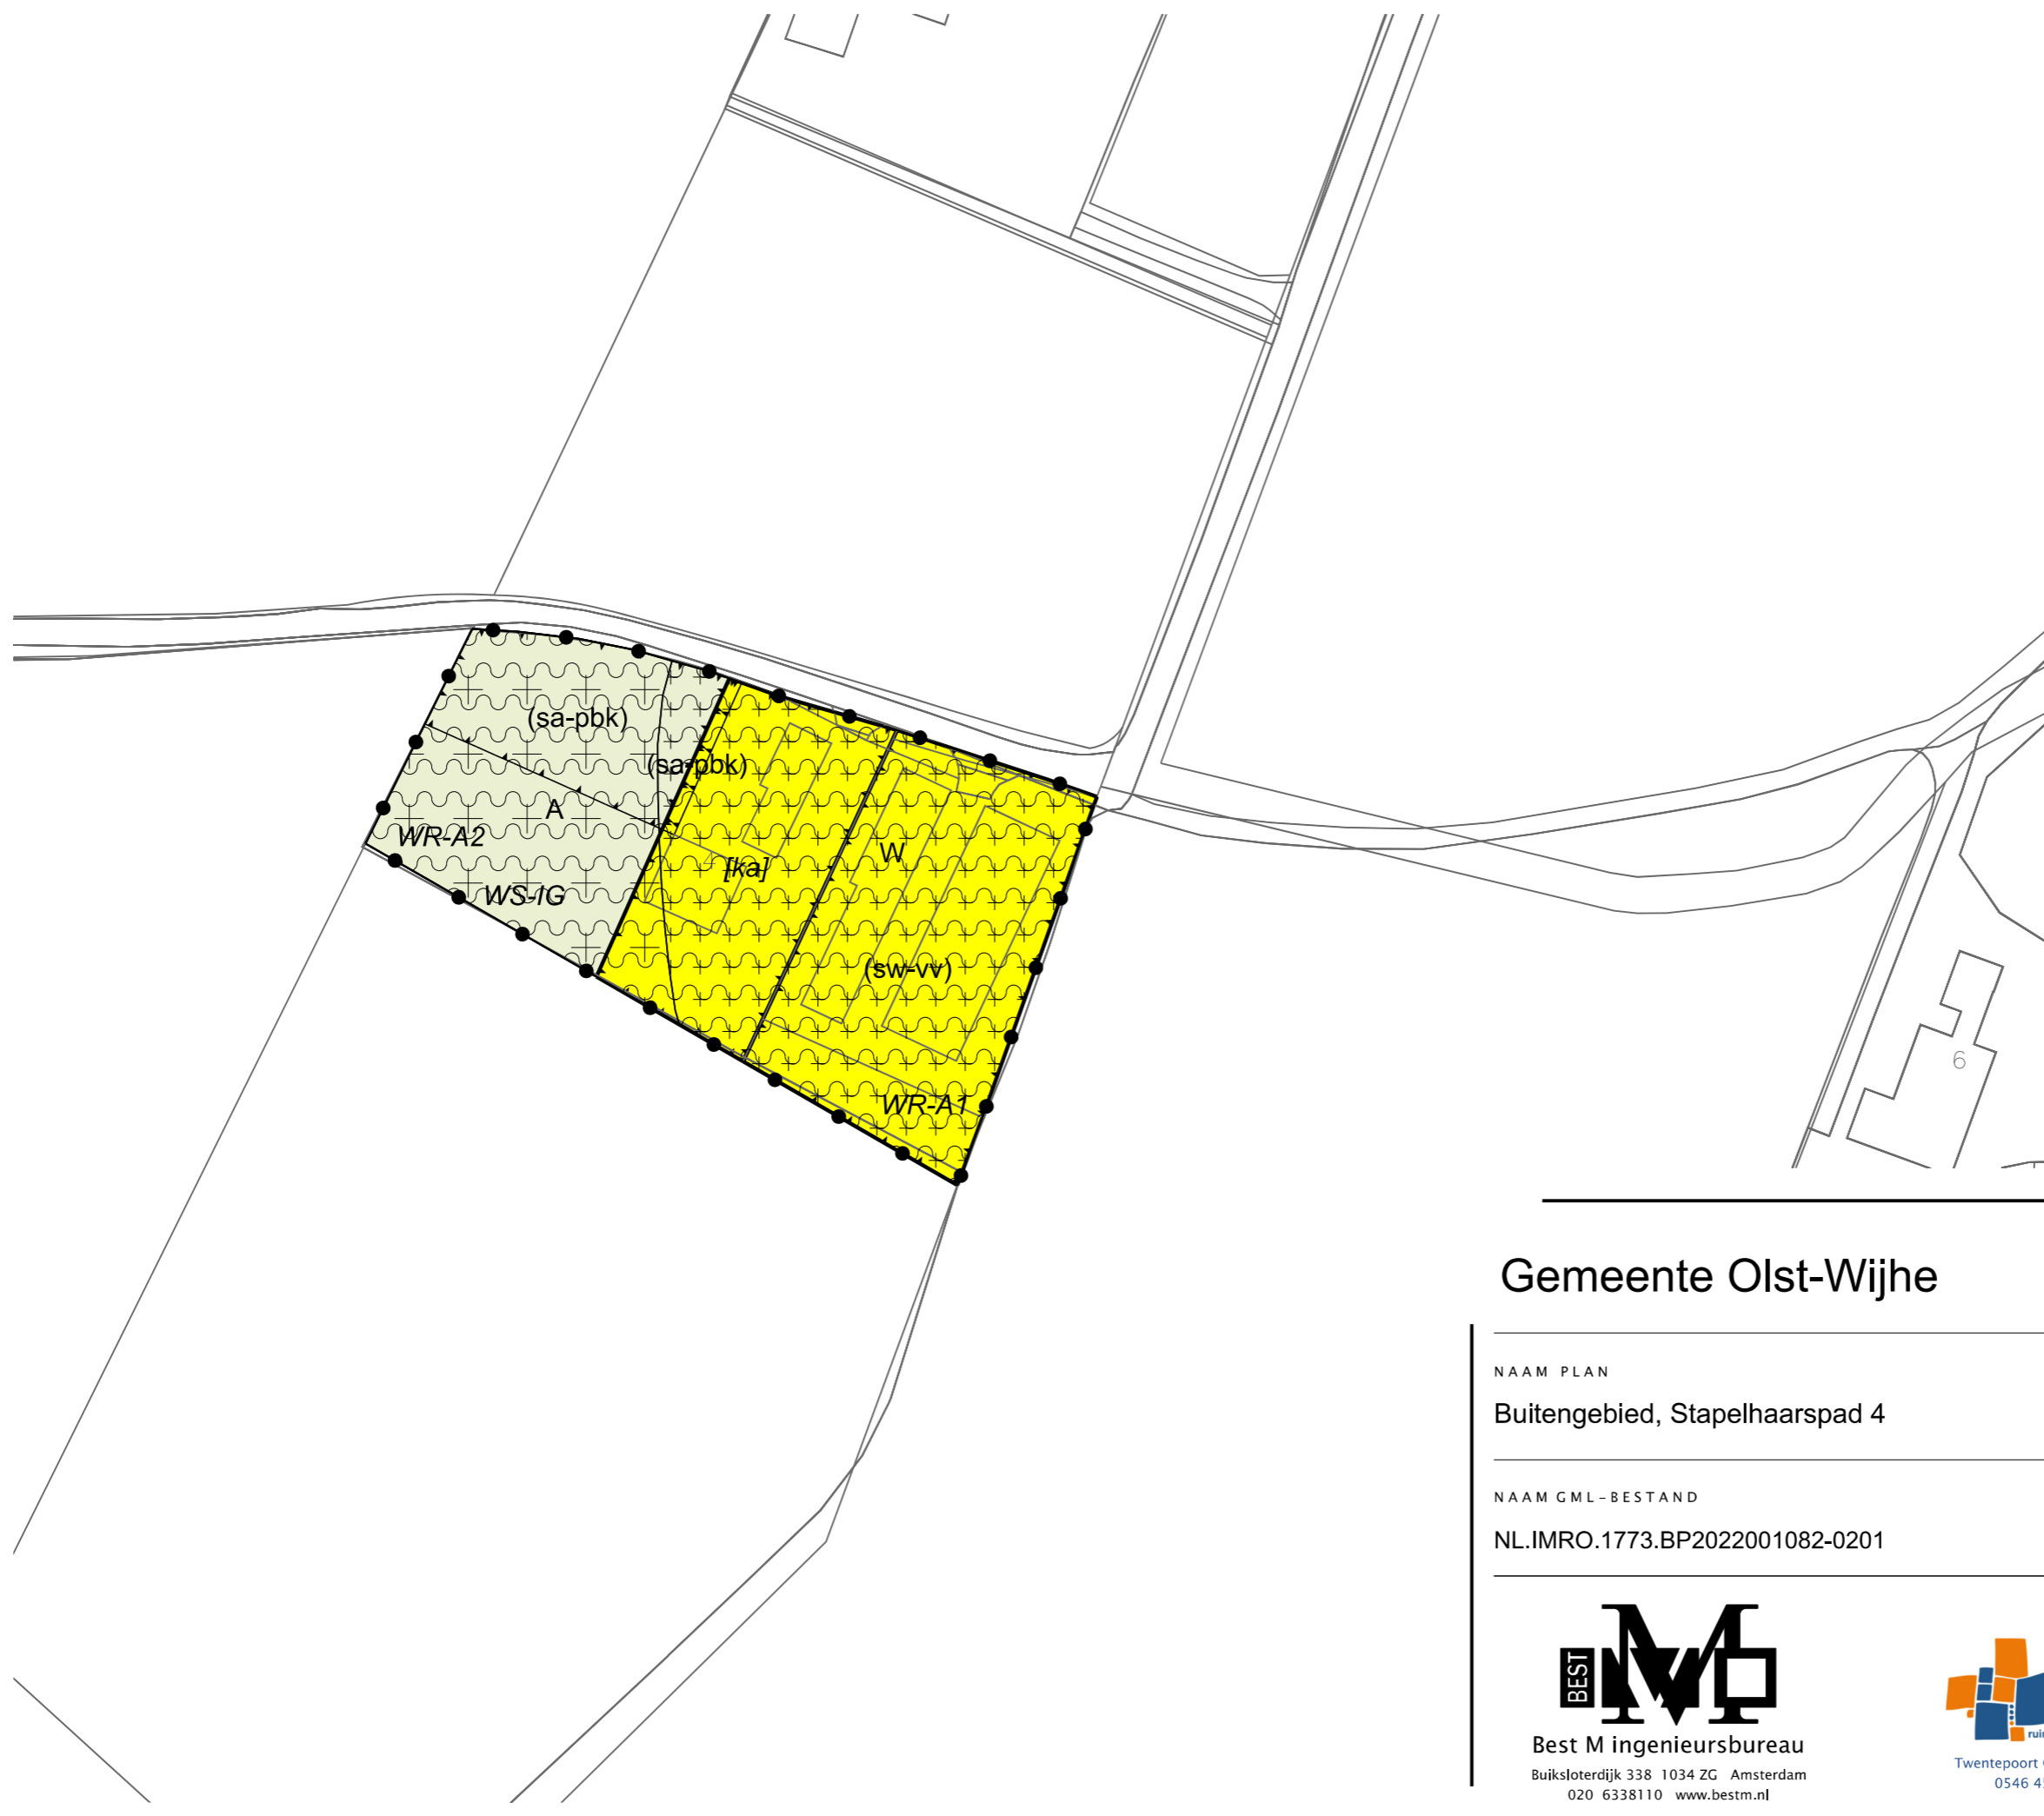 (sa-pbk)
(sa-pbk)
A
WR-A2
4
[ka]
W
WS-IG
(sw-vv)
WR-A1
6
Gemeente Olst-Wijhe
NAAM PLAN
Buitengebied, Stapelhaarspad 4
NAAM GML-BESTAND
NL.IMRO.1773.BP2022001082-0201
BEST
M
Best M ingenieursbureau
Buiksloterdijk 338 1034 ZG Amsterdam
020 6338110 www.bestm.nl
Twentepoort
0546